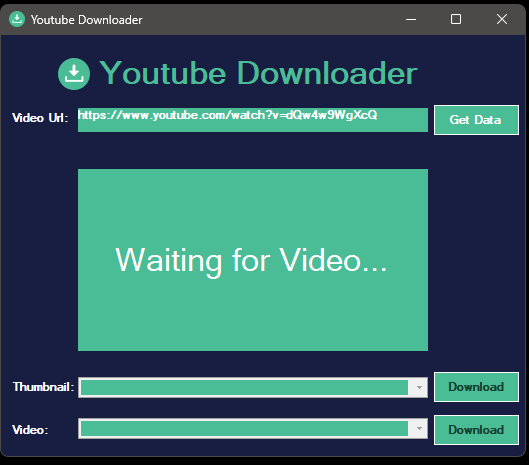 Youtube Downloader
Youtube Downloader
Video Url: https://www.youtube.com/watch?v=dQw4w9WgXcQ Get Data
Waiting for Video...
Thumbnail: Download
Video: Download